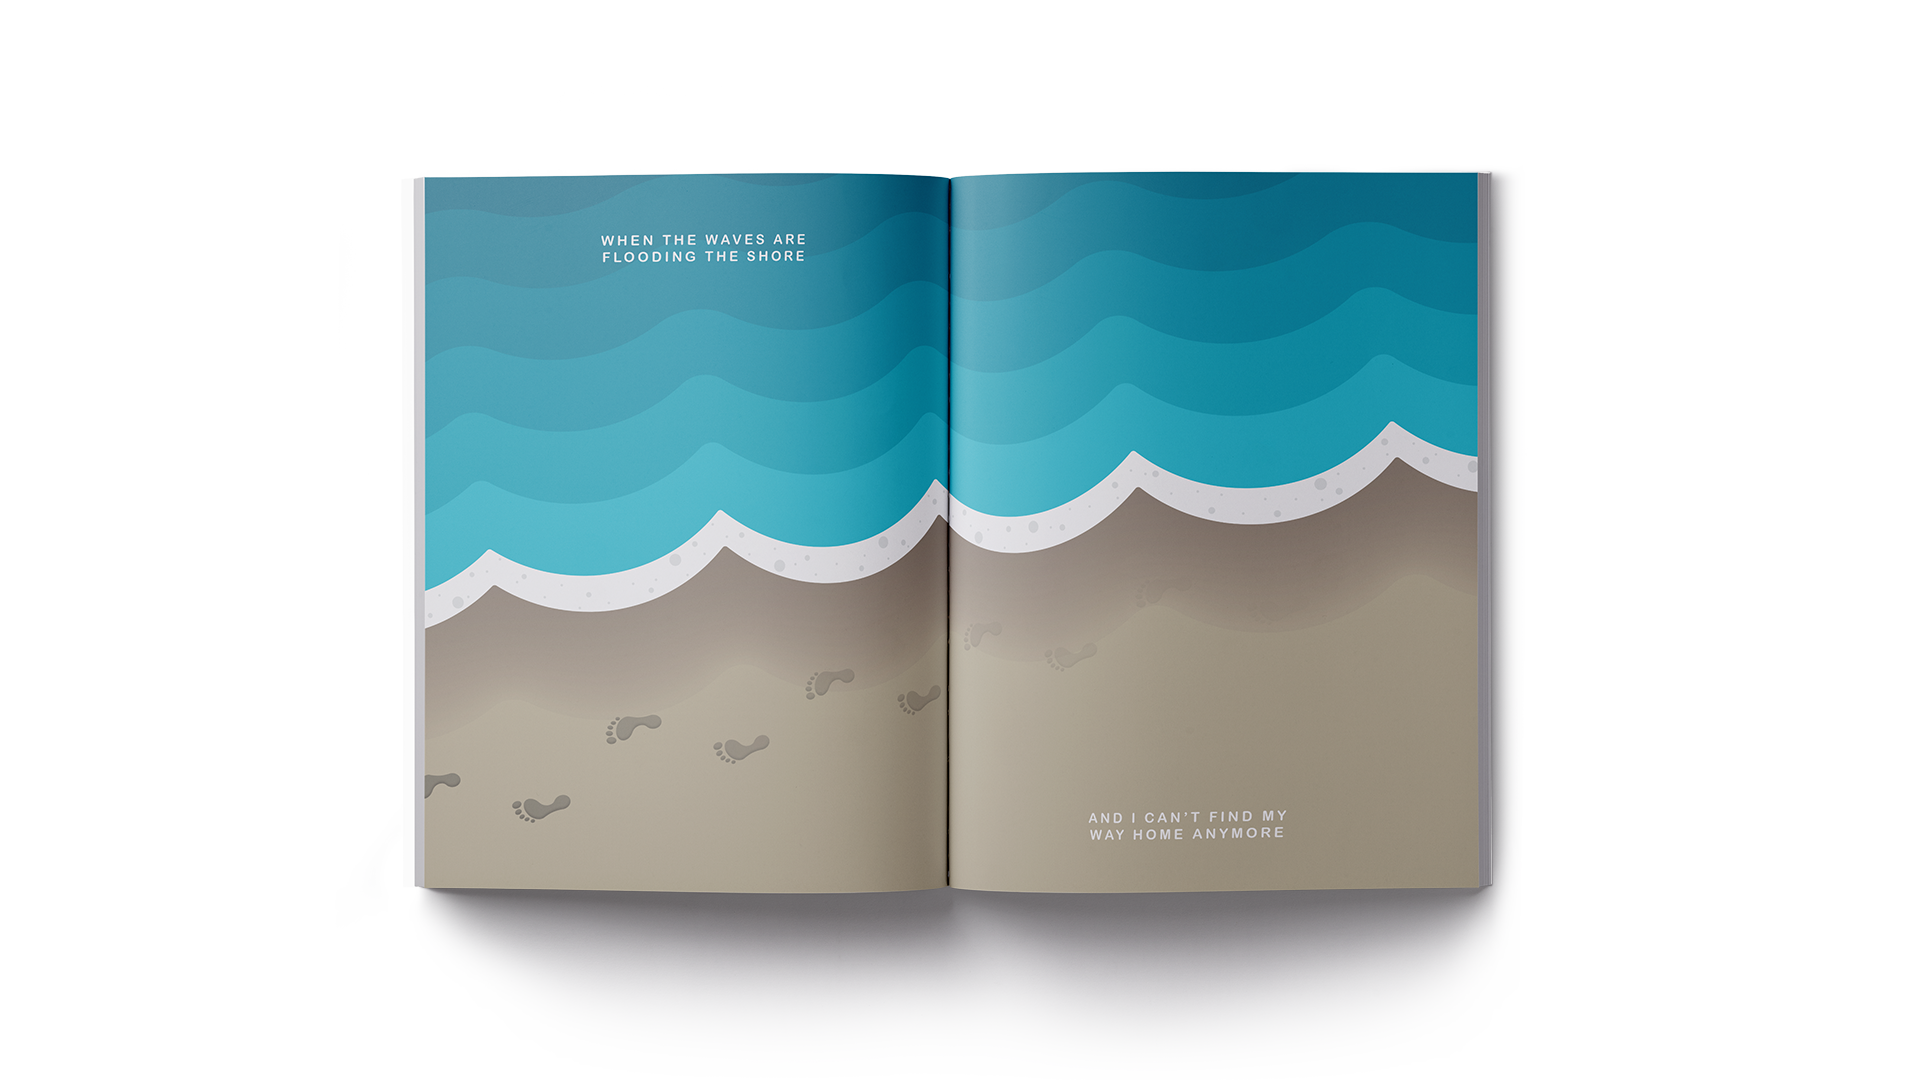 WHEN THE WAVES ARE
FLOODING THE SHORE
AND I CAN'T FIND MY
WAY HOME ANYMORE